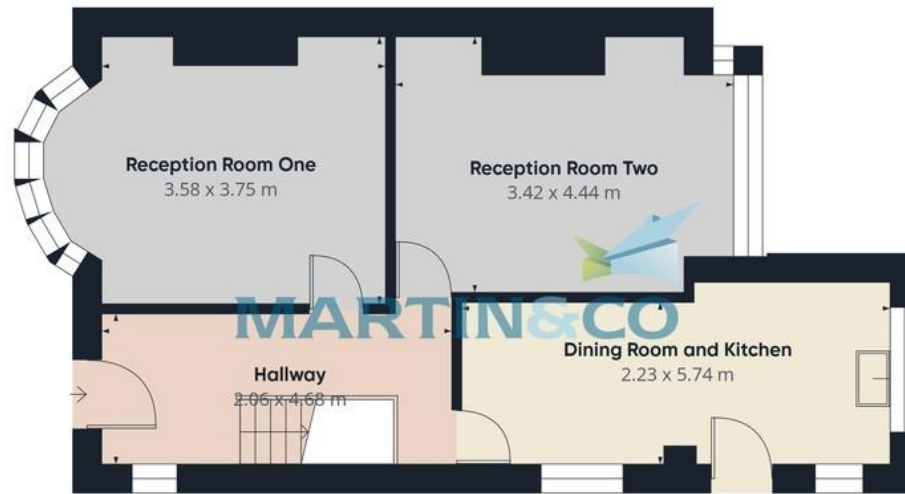 Reception Room One
3.58 x 3.75 m
Reception Room Two
3.42 x 4.44 m
MARTIN&CO
Hallway
2.06 x 4.68 m
Dining Room and Kitchen
2.23 x 5.74 m